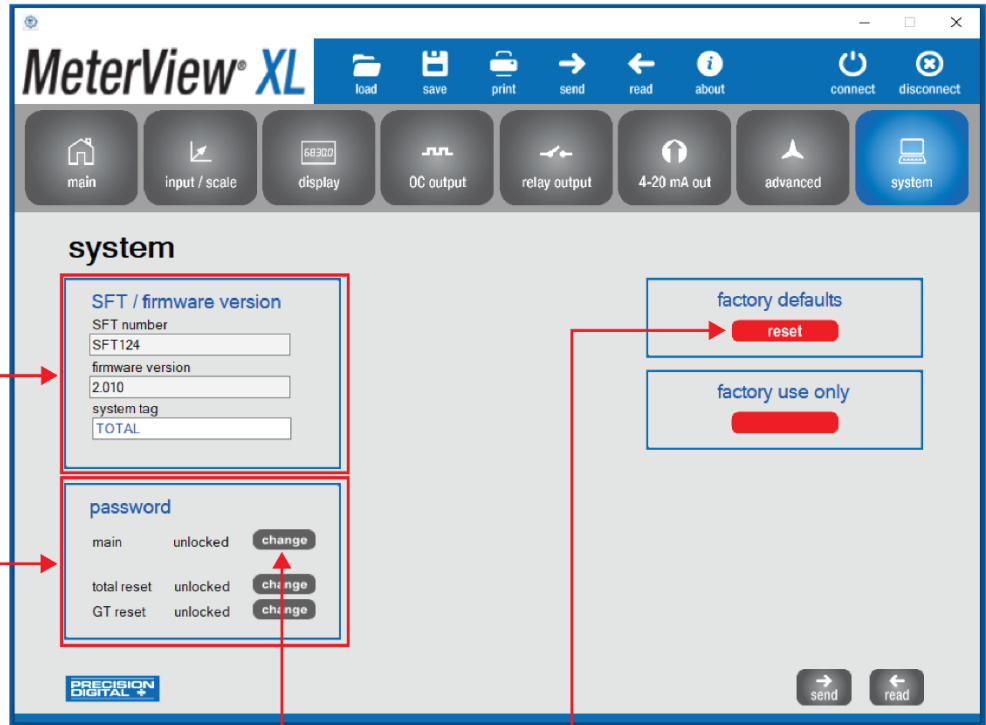 MeterView® XL
load save print send read about connect disconnect
68300
main input / scale display OC output relay output 4-20 mA out advanced system
system
SFT / firmware version
SFT number
SFT124
firmware version
2.010
system tag
TOTAL
factory defaults
reset
factory use only
password
main unlocked change
total reset unlocked change
GT reset unlocked change
PRECISION
DIGITAL
send read